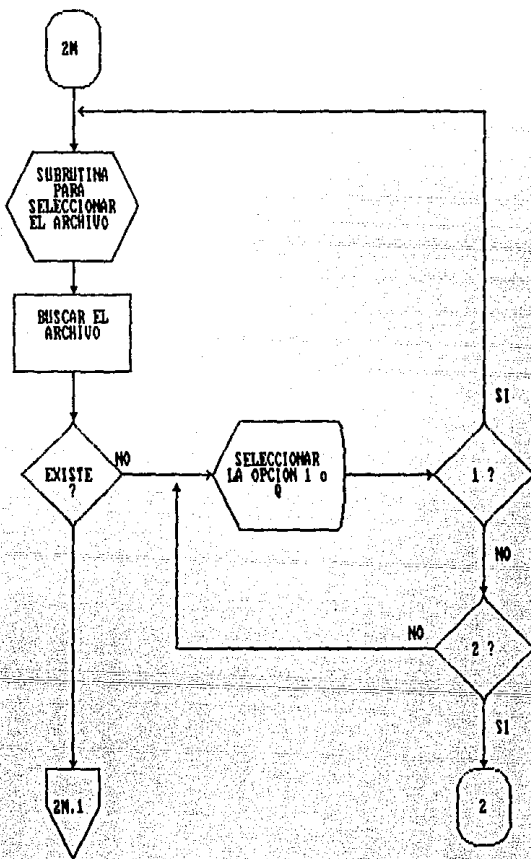 2M
SUBRUTINA
PARA
SELECCIONAR
EL ARCHIVO
BUSCAR EL
ARCHIVO
EXISTE
?
NO
SELECCIONAR
LA OPCION 1 o
Q
1 ?
SI
NO
2 ?
NO
SI
2M.1
2